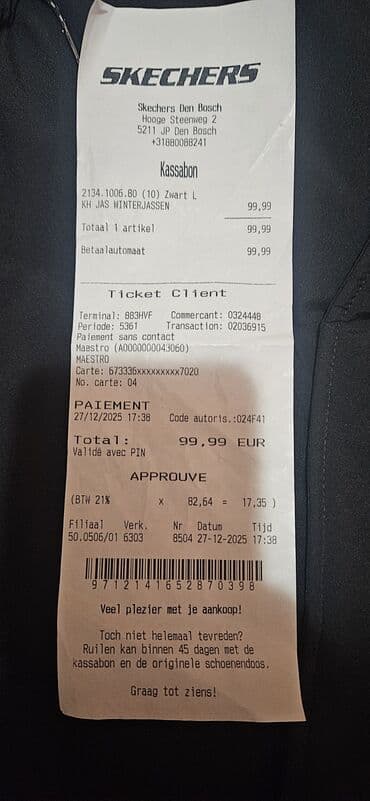 SKECHERS
Skechers Den Bosch
Hooge Steenweg 2
5211 JP Den Bosch
+31880088241
Kassabon
2134.1006.80 (10) Zwart L
KH JAS WINTERJASSEN 99,99
Totaal 1 artikel 99,99
Betaalautomaat 99,99
Ticket Client
Terminal: 883HVF Commercant: 0324448
Periode: 5361 Transaction: 02036915
Paiement sans contact
Maestro (A0000000043060)
MAESTRO
Carte: 673336xxxxxxxxx7020
No. carte: 04
PAIEMENT
27/12/2025 17:38 Code autoris.:024F41
Total: 99,99 EUR
Validé avec PIN
APPROUVE
(BTW 21% x 82,64 = 17,35 )
Filiaal Verk. Nr Datum Tijd
50.0506/01 6303 8504 27-12-2025 17:38
9712141652870398
Veel plezier met je aankoop!
Toch niet helemaal tevreden?
Ruilen kan binnen 45 dagen met de
kassabon en de originele schoenendoos.
Graag tot ziens!